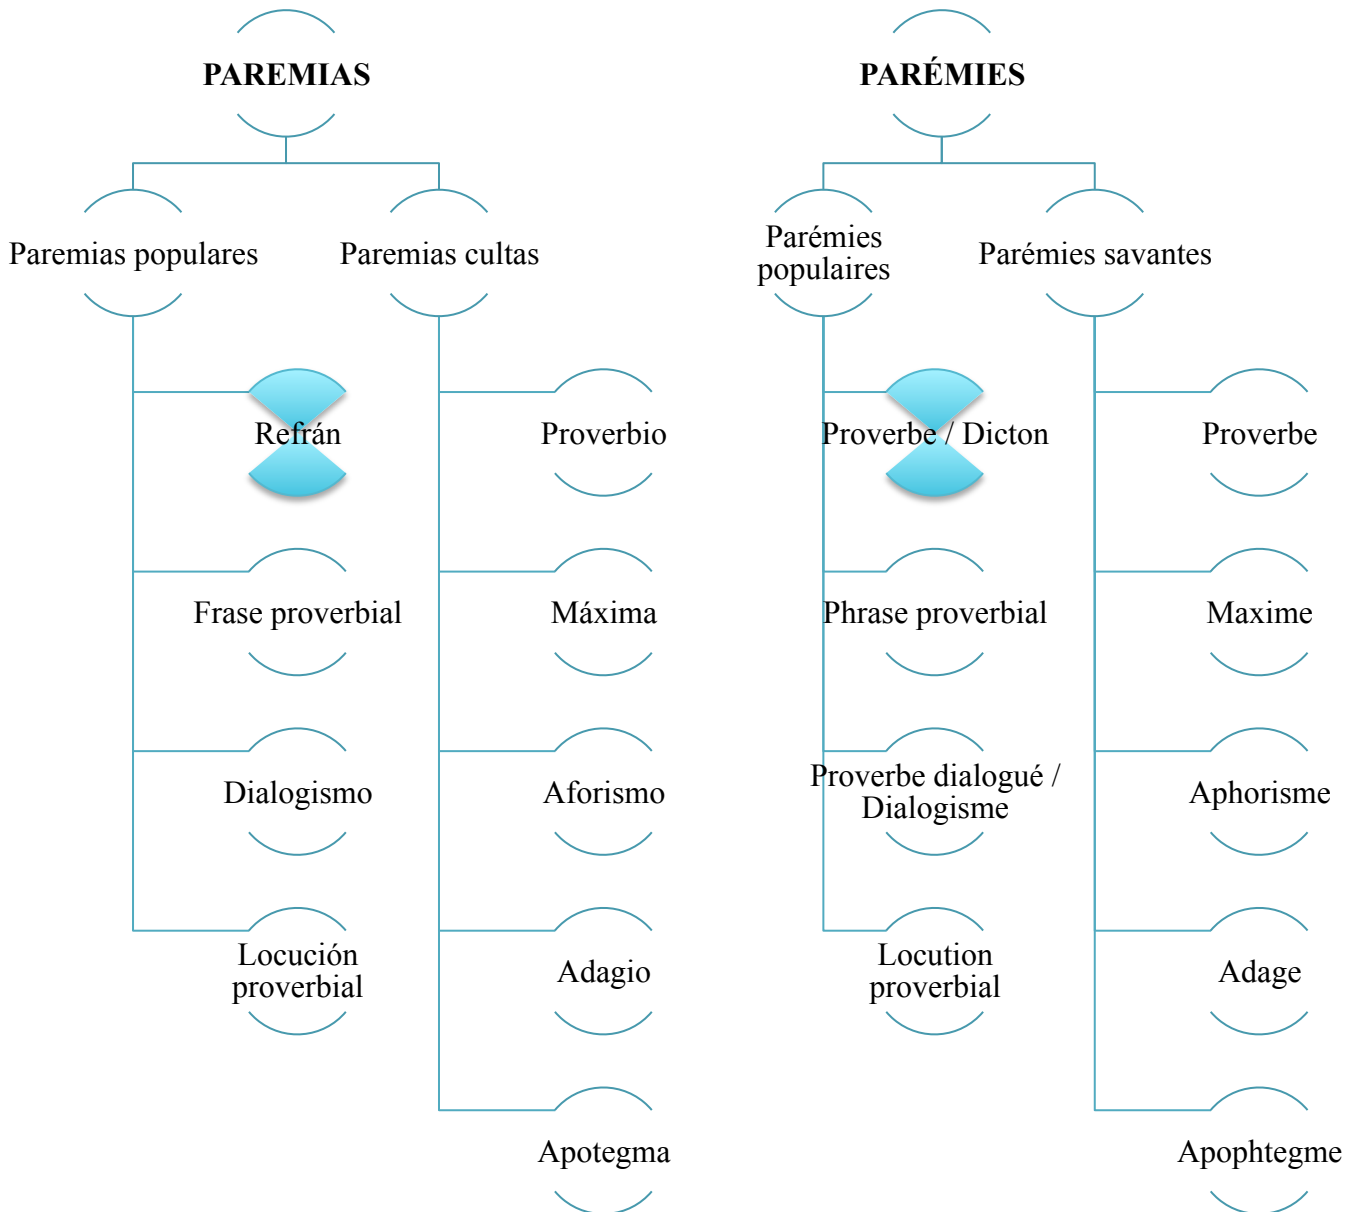 PAREMIAS
Paremias populares
Paremias cultas
Refrán
Frase proverbial
Dialogismo
Locución
proverbial
Proverbio
Máxima
Aforismo
Adagio
Apotegma
PARÉMIES
Parémies
populaires
Parémies savantes
Proverbe / Dicton
Phrase proverbial
Proverbe dialogué /
Dialogisme
Locution
proverbial
Proverbe
Maxime
Aphorisme
Adage
Apophtegme